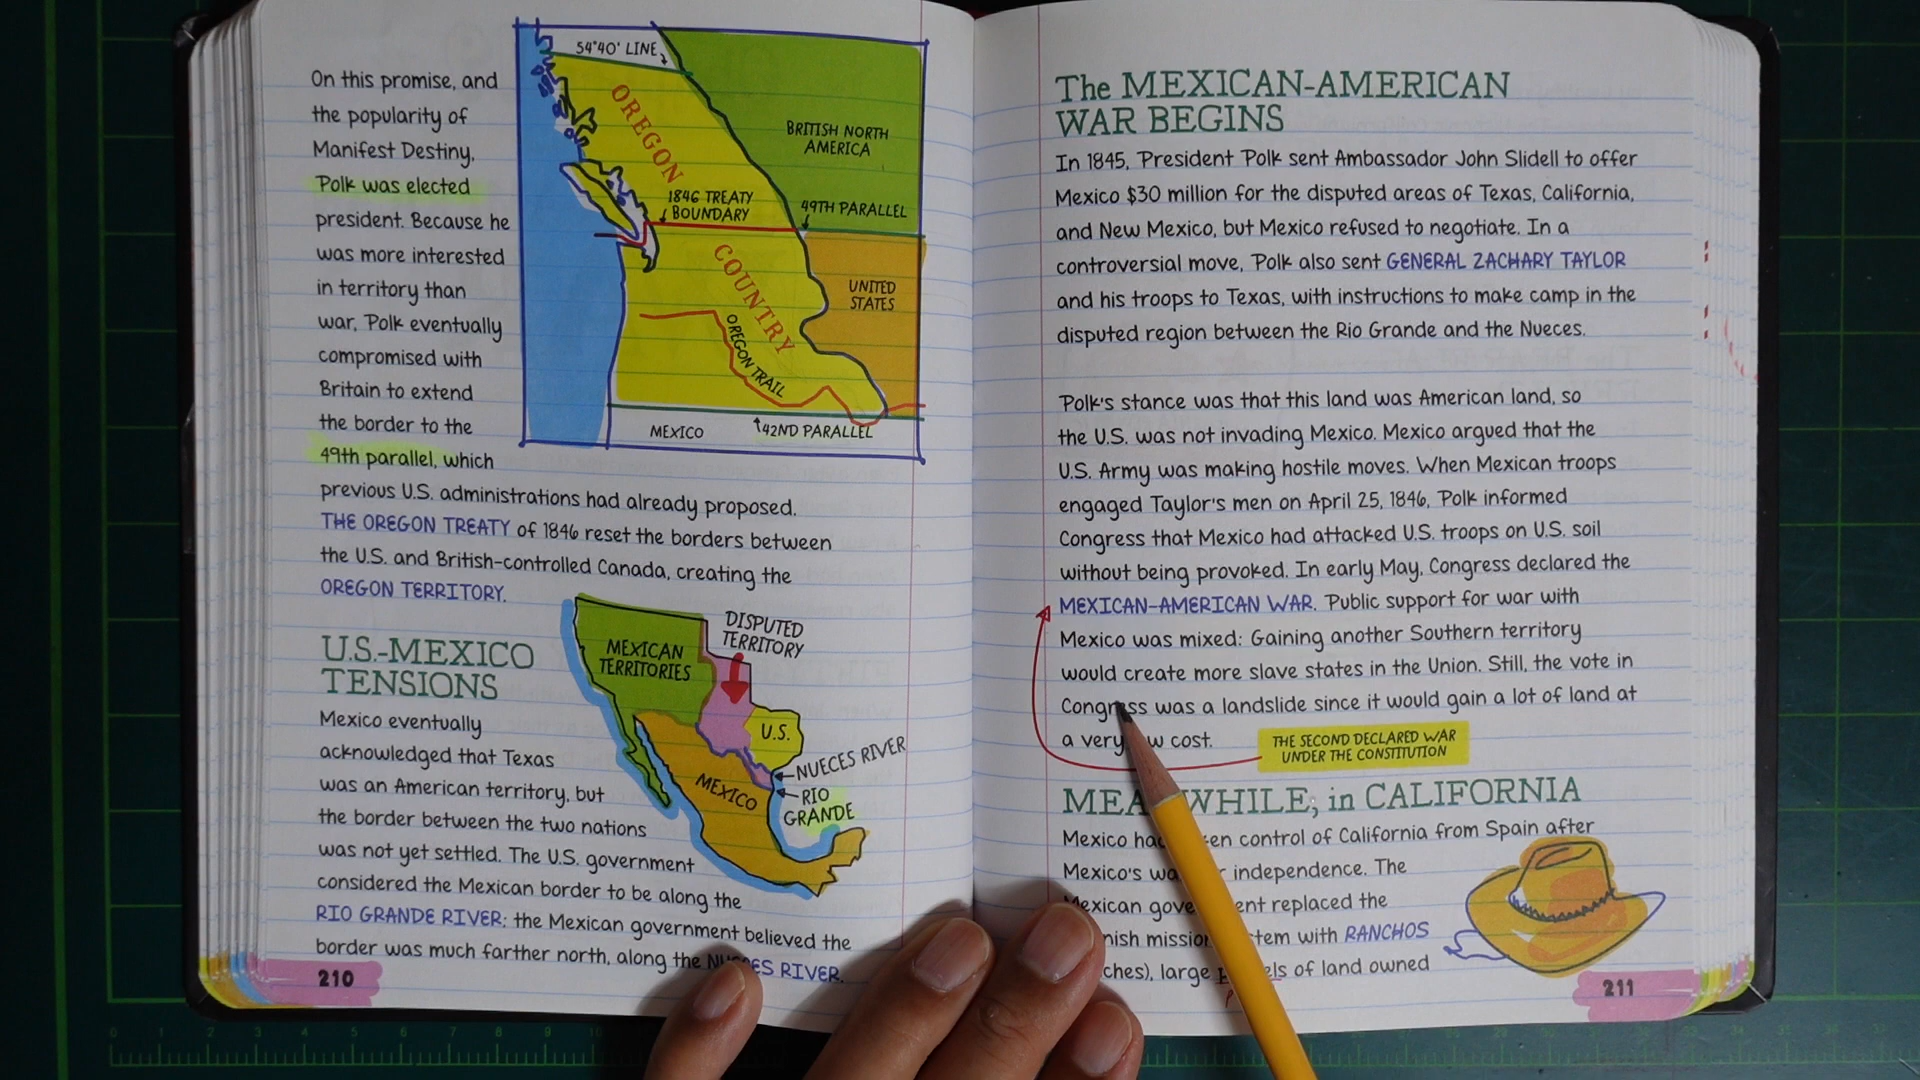 On this promise, and
the popularity of
Manifest Destiny,
Polk was elected
president. Because he
was more interested
in territory than
war, Polk eventually
compromised with
Britain to extend
the border to the
49th parallel, which
previous U.S. administrations had already proposed.
THE OREGON TREATY of 1846 reset the borders between
the U.S. and British-controlled Canada, creating the
OREGON TERRITORY.
54°40' LINE
OREGON
COUNTRY
BRITISH NORTH
AMERICA
1846 TREATY
BOUNDARY
49TH PARALLEL
UNITED
STATES
OREGON TRAIL
MEXICO
42ND PARALLEL
U.S.-MEXICO
TENSIONS
Mexico eventually
acknowledged that Texas
was an American territory, but
the border between the two nations
was not yet settled. The U.S. government
considered the Mexican border to be along the
RIO GRANDE RIVER; the Mexican government believed the
border was much farther north, along the RIVER.
MEXICAN
TERRITORIES
DISPUTED
TERRITORY
U.S.
MEXICO
NUECES RIVER
RIO
GRANDE
210
The MEXICAN-AMERICAN
WAR BEGINS
In 1845, President Polk sent Ambassador John Slidell to offer
Mexico $30 million for the disputed areas of Texas, California,
and New Mexico, but Mexico refused to negotiate. In a
controversial move, Polk also sent GENERAL ZACHARY TAYLOR
and his troops to Texas, with instructions to make camp in the
disputed region between the Rio Grande and the Nueces.
Polk's stance was that this land was American land, so
the U.S. was not invading Mexico. Mexico argued that the
U.S. Army was making hostile moves. When Mexican troops
engaged Taylor's men on April 25, 1846, Polk informed
Congress that Mexico had attacked U.S. troops on U.S. soil
without being provoked. In early May, Congress declared the
MEXICAN-AMERICAN WAR. Public support for war with
Mexico was mixed: Gaining another Southern territory
would create more slave states in the Union. Still, the vote in
Congress was a landslide since it would gain a lot of land at
a very cost.
THE SECOND DECLARED WAR
UNDER THE CONSTITUTION
MEANWHILE, in CALIFORNIA
Mexico had control of California from Spain after
Mexico's independence. The
Mexican replaced the
with RANCHOS
large of land owned
211